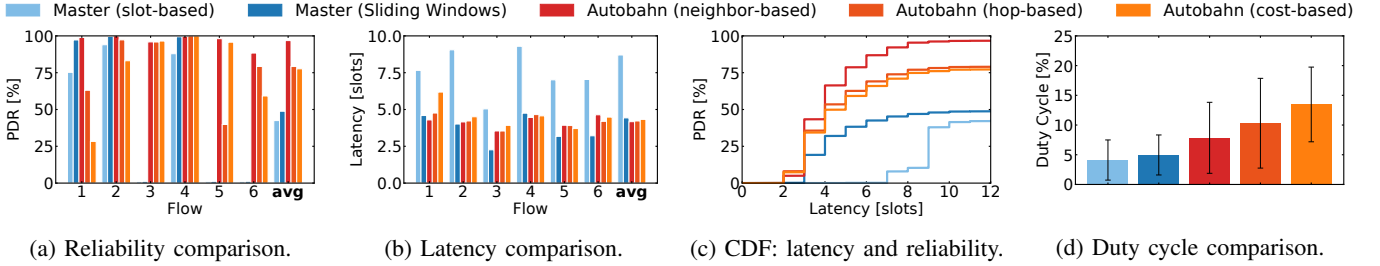 Master (slot-based) Master (Sliding Windows) Autobahn (neighbor-based) Autobahn (hop-based) Autobahn (cost-based)
PDR [%]
100
75
50
25
0
1 2 3 4 5 6 avg
Flow
(a) Reliability comparison.
Latency [slots]
10.0
7.5
5.0
2.5
0.0
1 2 3 4 5 6 avg
Flow
(b) Latency comparison.
PDR [%]
100
75
50
25
0
0 2 4 6 8 10 12
Latency [slots]
(c) CDF: latency and reliability.
Duty Cycle [%]
25
20
15
10
5
0
(d) Duty cycle comparison.